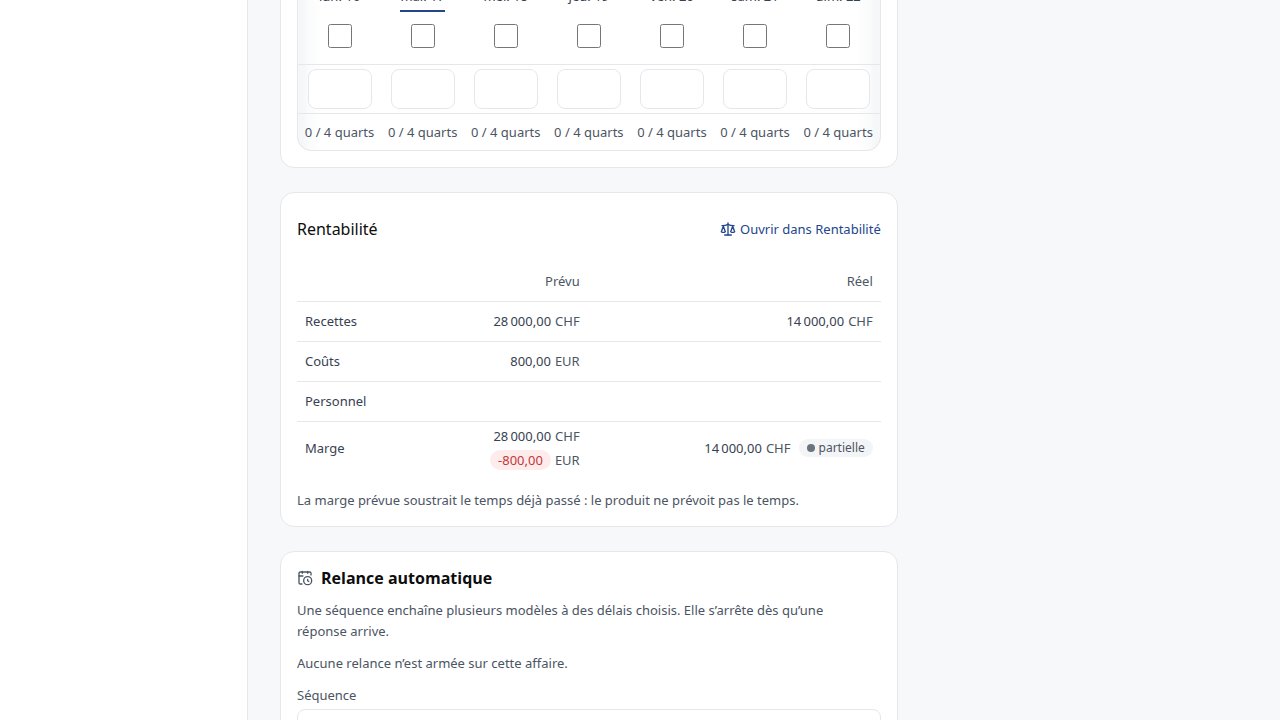 0 / 4 quarts 0 / 4 quarts 0 / 4 quarts 0 / 4 quarts 0 / 4 quarts 0 / 4 quarts 0 / 4 quarts
Rentabilité Ouvrir dans Rentabilité
Prévu Réel
Recettes 28 000,00 CHF 14 000,00 CHF
Coûts 800,00 EUR
Personnel
28 000,00 CHF
Marge 14 000,00 CHF partielle
-800,00 EUR
La marge prévue soustrait le temps déjà passé : le produit ne prévoit pas le temps.
Relance automatique
Une séquence enchaîne plusieurs modèles à des délais choisis. Elle s’arrête dès qu’une
réponse arrive.
Aucune relance n’est armée sur cette affaire.
Séquence